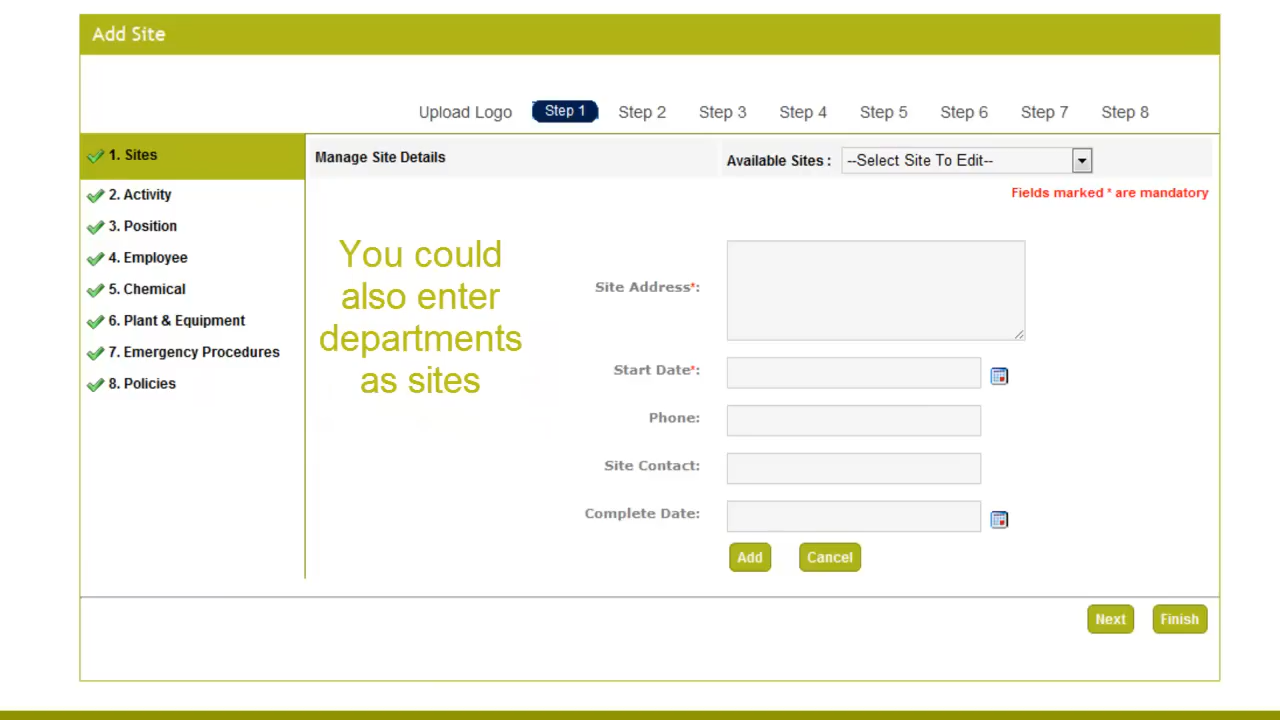 Add Site
Upload Logo Step 1 Step 2 Step 3 Step 4 Step 5 Step 6 Step 7 Step 8
1. Sites
2. Activity
3. Position
4. Employee
5. Chemical
6. Plant & Equipment
7. Emergency Procedures
8. Policies
Manage Site Details
Available Sites : --Select Site To Edit--
Fields marked * are mandatory
You could
also enter
departments
as sites
Site Address*:
Start Date*:
Phone:
Site Contact:
Complete Date:
Add Cancel
Next Finish